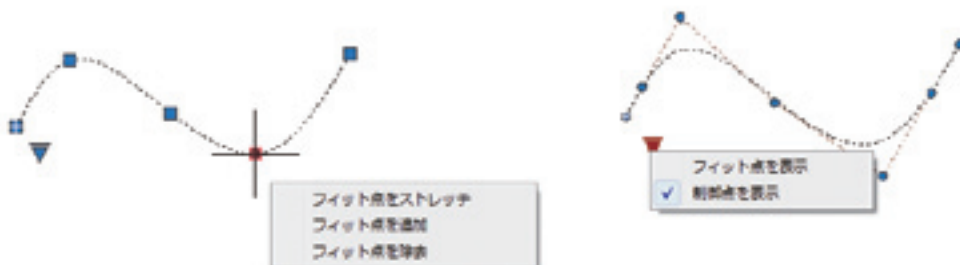 フィット点をストレッチ
フィット点を追加
フィット点を除去
フィット点を表示
制御点を表示